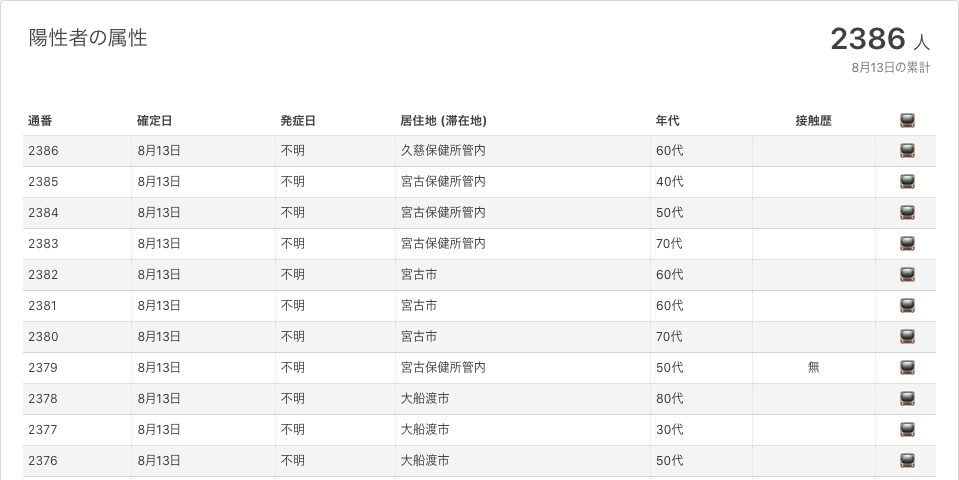 陽性者の属性
2386 人
8月13日の累計
通番 確定日 発症日 居住地 (滞在地) 年代 接触歴
2386 8月13日 不明 久慈保健所管内 60代
2385 8月13日 不明 宮古保健所管内 40代
2384 8月13日 不明 宮古保健所管内 50代
2383 8月13日 不明 宮古保健所管内 70代
2382 8月13日 不明 宮古市 60代
2381 8月13日 不明 宮古市 60代
2380 8月13日 不明 宮古市 70代
2379 8月13日 不明 宮古保健所管内 50代 無
2378 8月13日 不明 大船渡市 80代
2377 8月13日 不明 大船渡市 30代
2376 8月13日 不明 大船渡市 50代